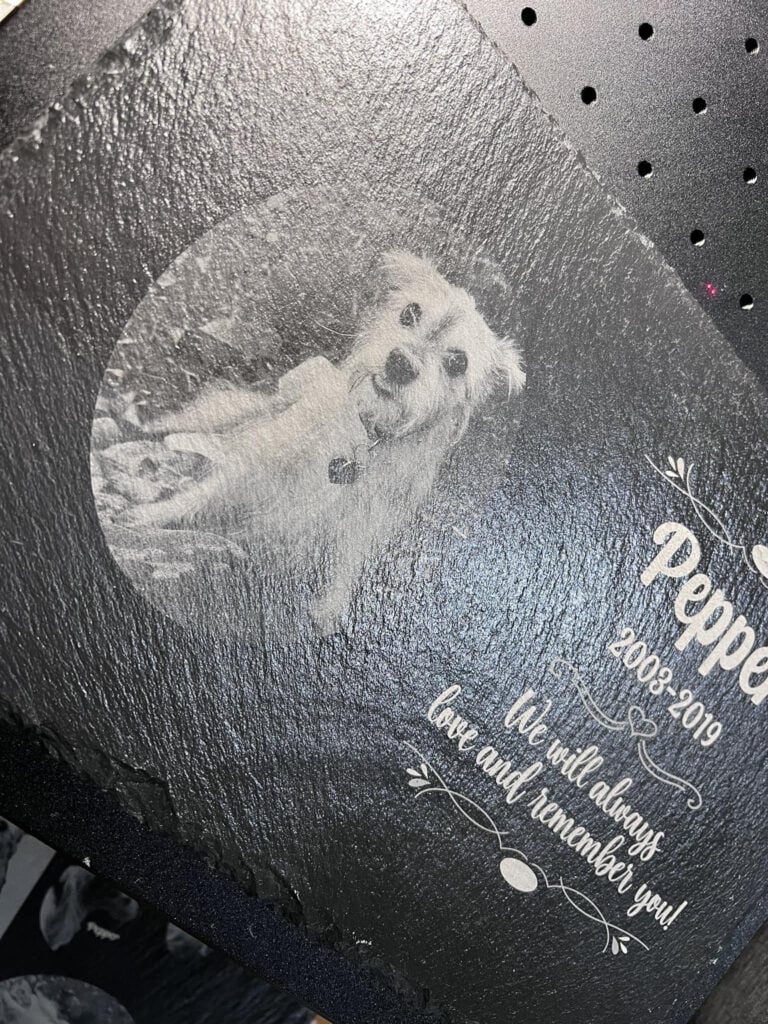 Pepper
2003-2019
We will always
love and remember you!